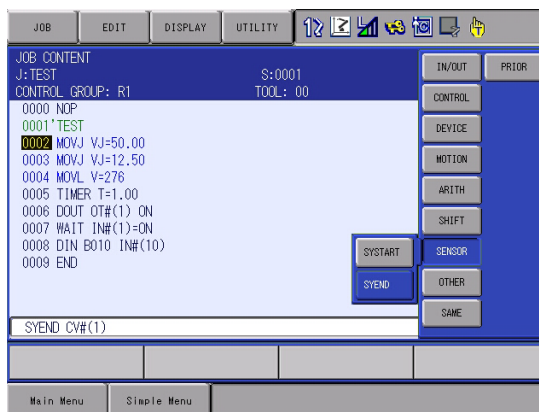 JOB EDIT DISPLAY UTILITY
JOB CONTENT
J:TEST S:0001
CONTROL GROUP: R1 TOOL: 00
0000 NOP
0001'TEST
0002 MOVJ VJ=50.00
0003 MOVJ VJ=12.50
0004 MOVL V=276
0005 TIMER T=1.00
0006 DOUT OT#(1) ON
0007 WAIT IN#(1)=ON
0008 DIN B010 IN#(10)
0009 END
SYEND CV#(1)
SYSTART
SYEND
IN/OUT
CONTROL
DEVICE
MOTION
ARITH
SHIFT
SENSOR
OTHER
SAME
PRIOR
Main Menu Simple Menu